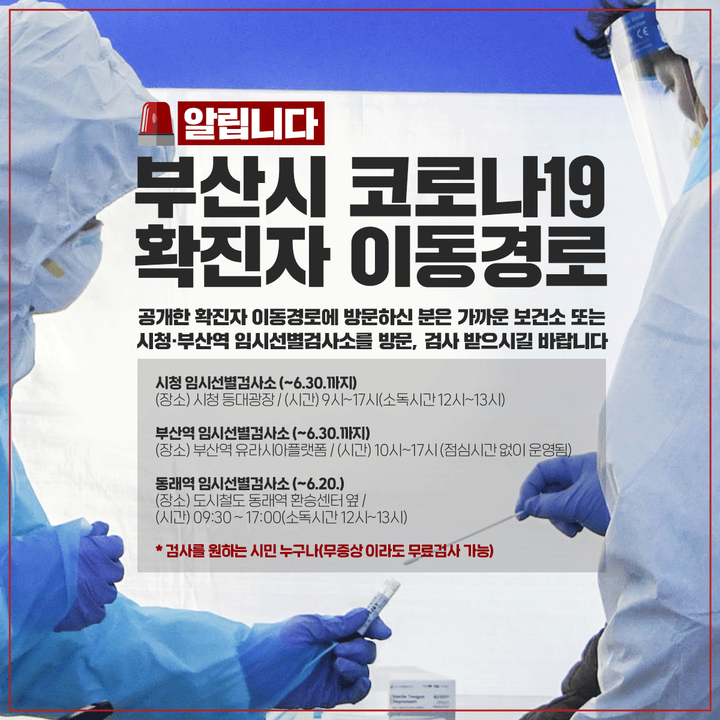 알립니다
부산시 코로나19
확진자 이동경로
공개한 확진자 이동경로에 방문하신 분은 가까운 보건소 또는
시청·부산역 임시선별검사소를 방문, 검사 받으시길 바랍니다
시청 임시선별검사소 (~6.30.까지)
(장소) 시청 등대광장 / (시간) 9시~17시(소독시간 12시~13시)
부산역 임시선별검사소 (~6.30.까지)
(장소) 부산역 유라시아플랫폼 / (시간) 10시~17시 (점심시간 없이 운영됨)
동래역 임시선별검사소 (~6.20.)
(장소) 도시철도 동래역 환승센터 옆 /
(시간) 09:30 ~ 17:00(소독시간 12시~13시)
* 검사를 원하는 시민 누구나(무증상 이라도 무료검사 가능)